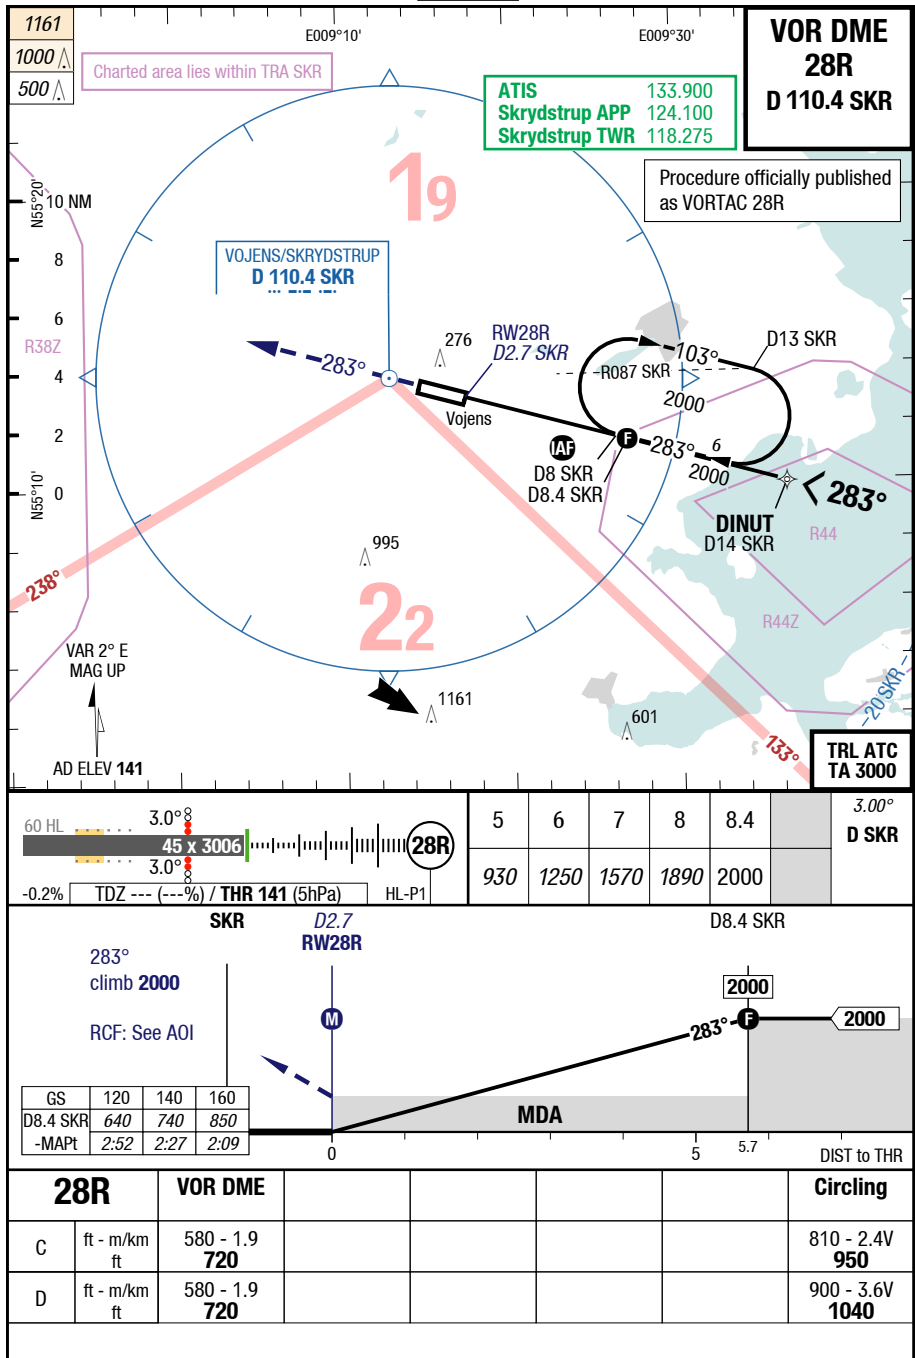 1161
1000
500
E009°10'
E009°30'
VOR DME
28R
D 110.4 SKR
Charted area lies within TRA SKR
ATIS 133.900
Skrydstrup APP 124.100
Skrydstrup TWR 118.275
Procedure officially published
as VORTAC 28R
19
N55°20'
10 NM
8
6
4
2
0
N55°10'
VOJENS/SKRYDSTRUP
D 110.4 SKR
R38Z
283°
276
RW28R
D2.7 SKR
Vojens
103°
D13 SKR
R087 SKR
2000
IAF
F
D8 SKR
D8.4 SKR
283°
6
2000
<283°
DINUT
D14 SKR
R44
R44Z
995
22
238°
133°
1161
601
20 SKR
VAR 2° E
MAG UP
AD ELEV 141
TRL ATC
TA 3000
60 HL
3.0°
45 x 3006
28R
3.0°
-0.2%
TDZ --- (---%) / THR 141 (5hPa)
HL-P1
5 6 7 8 8.4
930 1250 1570 1890 2000
3.00°
D SKR
SKR
D2.7
RW28R
D8.4 SKR
283°
climb 2000
RCF: See AOI
M
2000
283°
F
2000
MDA
GS 120 140 160
D8.4 SKR 640 740 850
-MAPt 2:52 2:27 2:09
0
5
5.7
DIST to THR
28R VOR DME Circling
C ft - m/km 580 - 1.9 810 - 2.4V
ft 720 950
D ft - m/km 580 - 1.9 900 - 3.6V
ft 720 1040